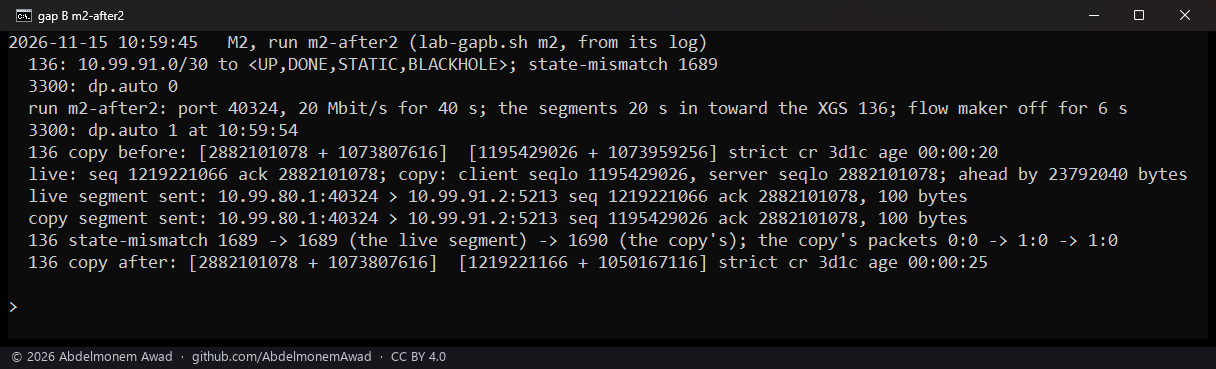 gap B m2-after2
2026-11-15 10:59:45   M2, run m2-after2 (lab-gapb.sh m2, from its log)
136: 10.99.91.0/30 to <UP,DONE,STATIC,BLACKHOLE>; state-mismatch 1689
3300: dp.auto 0
run m2-after2: port 40324, 20 Mbit/s for 40 s; the segments 20 s in toward the XGS 136; flow maker off for 6 s
3300: dp.auto 1 at 10:59:54
136 copy before: [2882101078 + 1073807616]  [1195429026 + 1073959256] strict cr 3d1c age 00:00:20
live: seq 1219221066 ack 2882101078; copy: client seqlo 1195429026, server seqlo 2882101078; ahead by 23792040 bytes
live segment sent: 10.99.80.1:40324 > 10.99.91.2:5213 seq 1219221066 ack 2882101078, 100 bytes
copy segment sent: 10.99.80.1:40324 > 10.99.91.2:5213 seq 1195429026 ack 2882101078, 100 bytes
136 state-mismatch 1689 -> 1689 (the live segment) -> 1690 (the copy's); the copy's packets 0:0 -> 1:0 -> 1:0
136 copy after: [2882101078 + 1073807616]  [1219221166 + 1050167116] strict cr 3d1c age 00:00:25
>
© 2026 Abdelmonem Awad · github.com/AbdelmonemAwad · CC BY 4.0